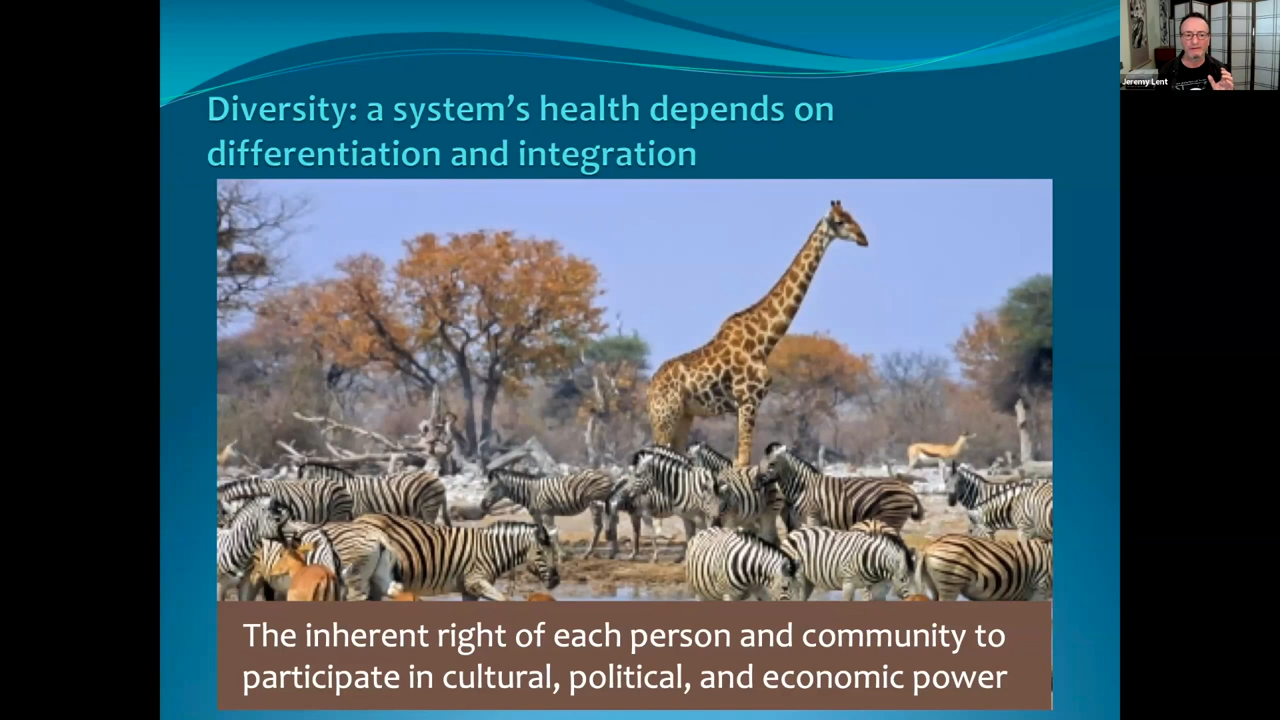 Diversity: a system's health depends on
differentiation and integration
Jeremy Lent
The inherent right of each person and community to
participate in cultural, political, and economic power